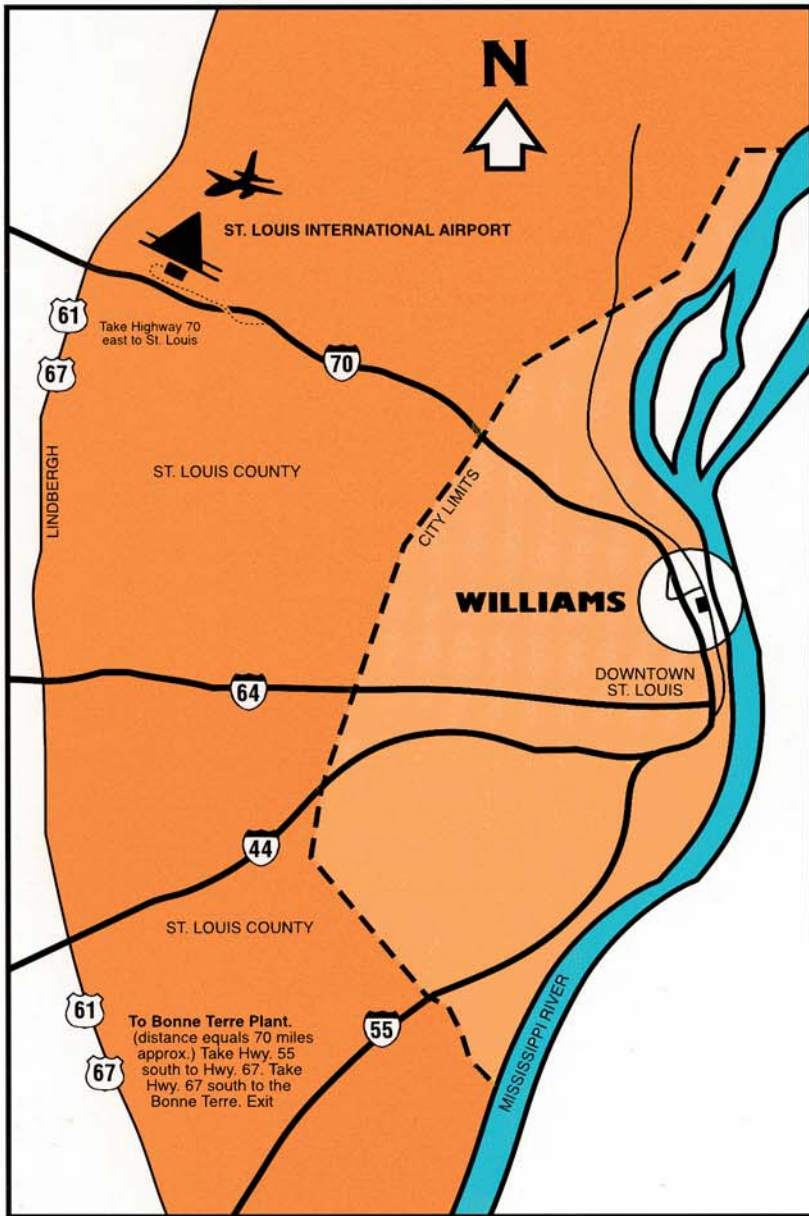 N
ST. LOUIS INTERNATIONAL AIRPORT
61
Take Highway 70
east to St. Louis
67
70
LINDBERGH
ST. LOUIS COUNTY
CITY LIMITS
WILLIAMS
DOWNTOWN
ST. LOUIS
64
44
ST. LOUIS COUNTY
61
To Bonne Terre Plant.
(distance equals 70 miles
approx.) Take Hwy. 55
south to Hwy. 67. Take
Hwy. 67 south to the
Bonne Terre. Exit
55
67
MISSISSIPPI RIVER